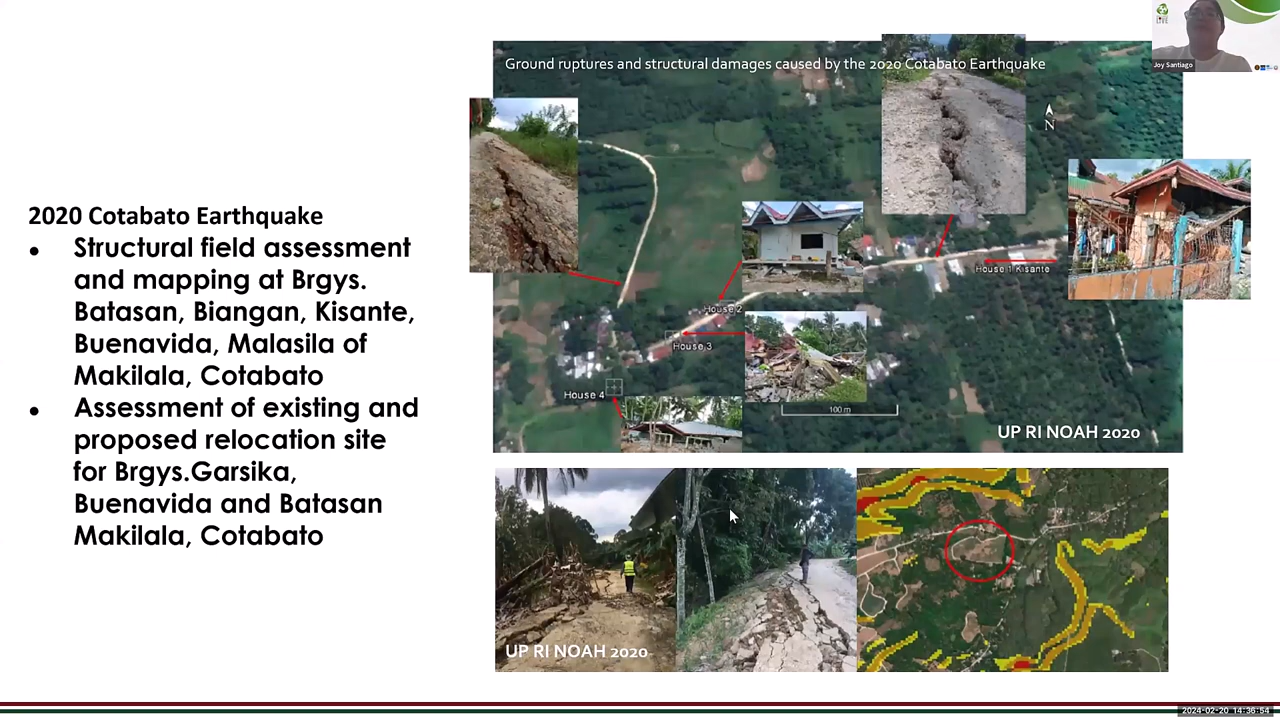 2020 Cotabato Earthquake
● Structural field assessment
and mapping at Brgys.
Batasan, Biangan, Kisante,
Buenavida, Malasila of
Makilala, Cotabato
● Assessment of existing and
proposed relocation site
for Brgys.Garsika,
Buenavida and Batasan
Makilala, Cotabato
Ground ruptures and structural damages caused by the 2020 Cotabato Earthquake
N
House 1 Kisante
House 2
House 3
House 4
100 m
UP RI NOAH 2020
UP RI NOAH 2020
LIVE
Joy Santiago
2024-02-20 14:36:54